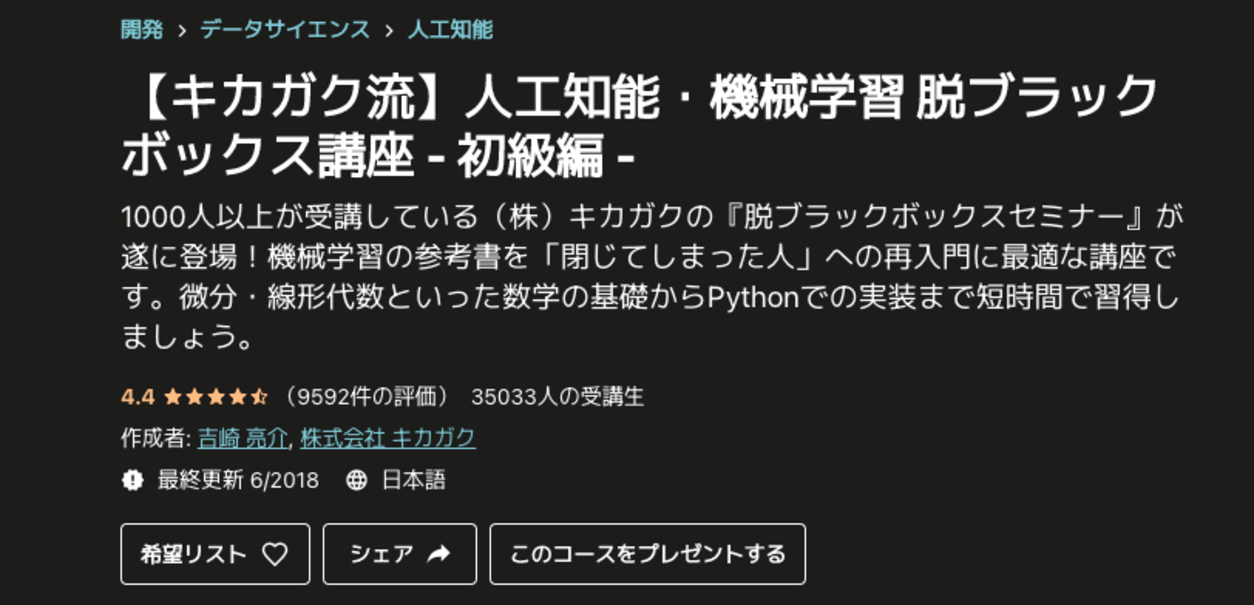 開発 > データサイエンス > 人工知能
【キカガク流】人工知能・機械学習 脱ブラック
ボックス講座 - 初級編 -
1000人以上が受講している（株）キカガクの『脱ブラックボックスセミナー』が
遂に登場！機械学習の参考書を「閉じてしまった人」への再入門に最適な講座で
す。微分・線形代数といった数学の基礎からPythonでの実装まで短時間で習得し
ましょう。
4.4 （9592件の評価） 35033人の受講生
作成者: 吉崎 亮介, 株式会社 キカガク
最終更新 6/2018 日本語
希望リスト シェア このコースをプレゼントする